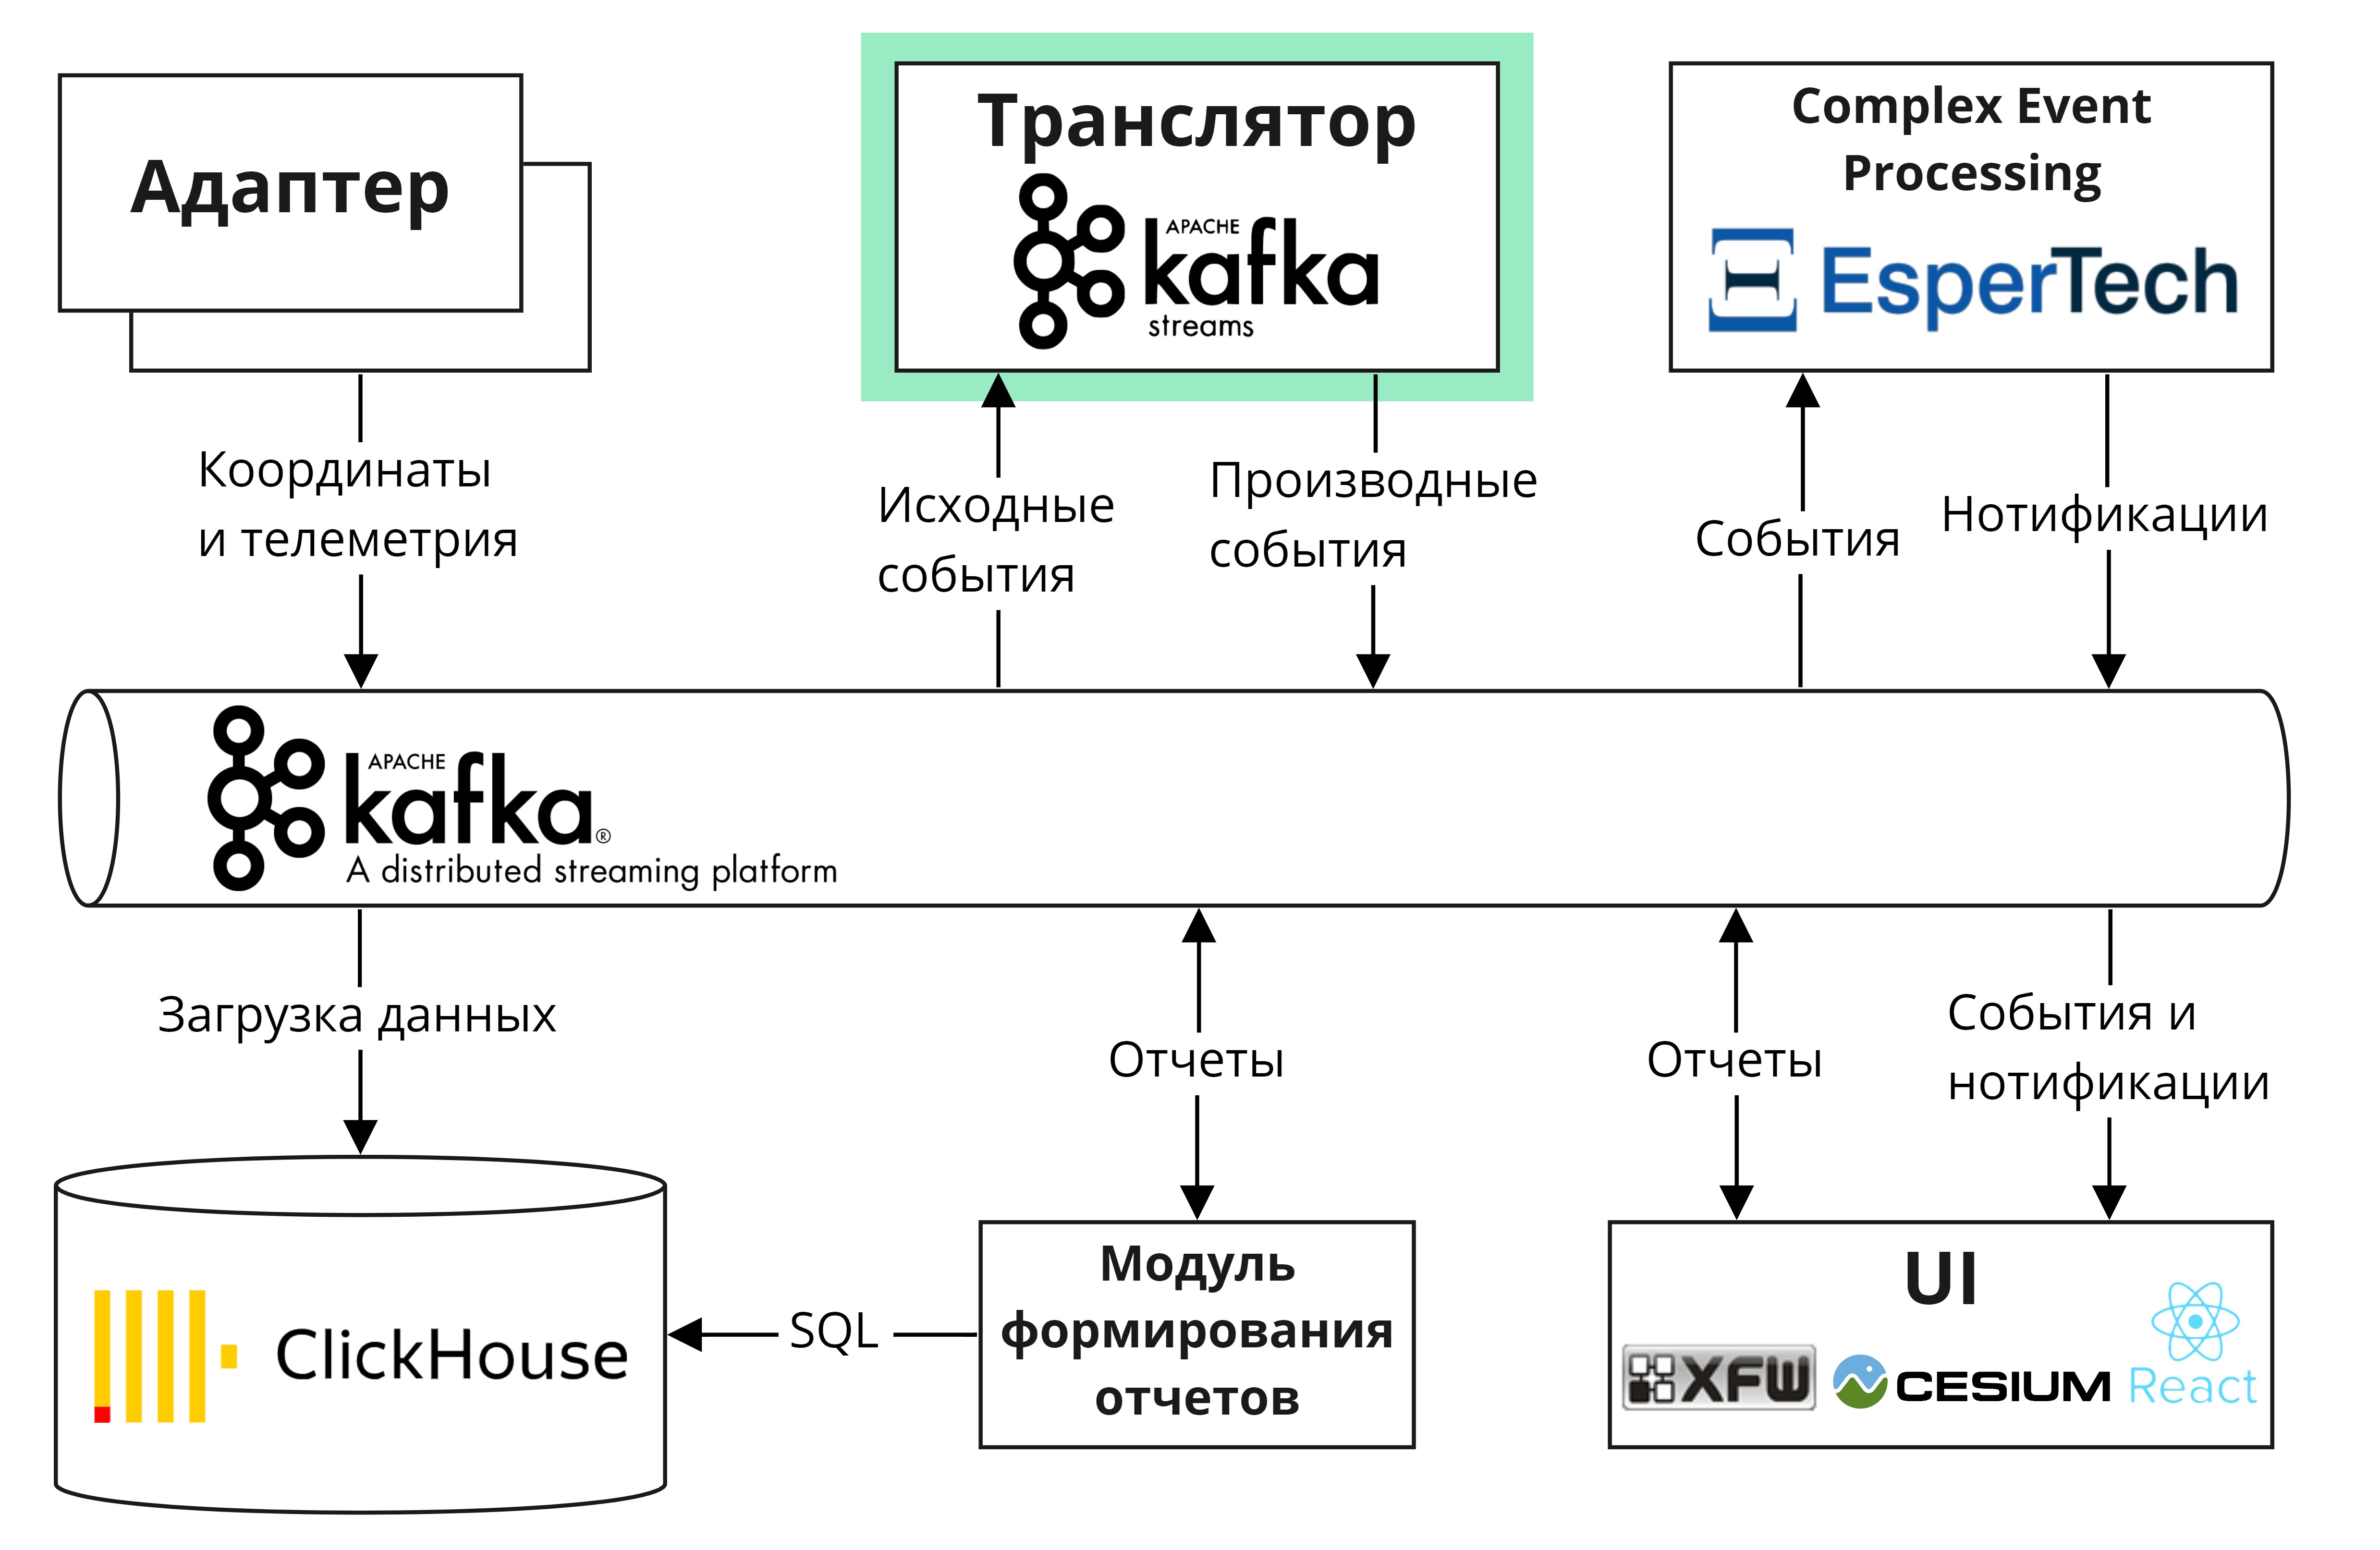 Адаптер
Транслятор
APACHE
kafka
streams
Complex Event
Processing
EsperTech
Координаты
и телеметрия
Исходные
события
Производные
события
События
Нотификации
APACHE
kafka®
A distributed streaming platform
Загрузка данных
Отчеты
Отчеты
События и
нотификации
ClickHouse
SQL
Модуль
формирования
отчетов
UI
XFW
CESIUM
React